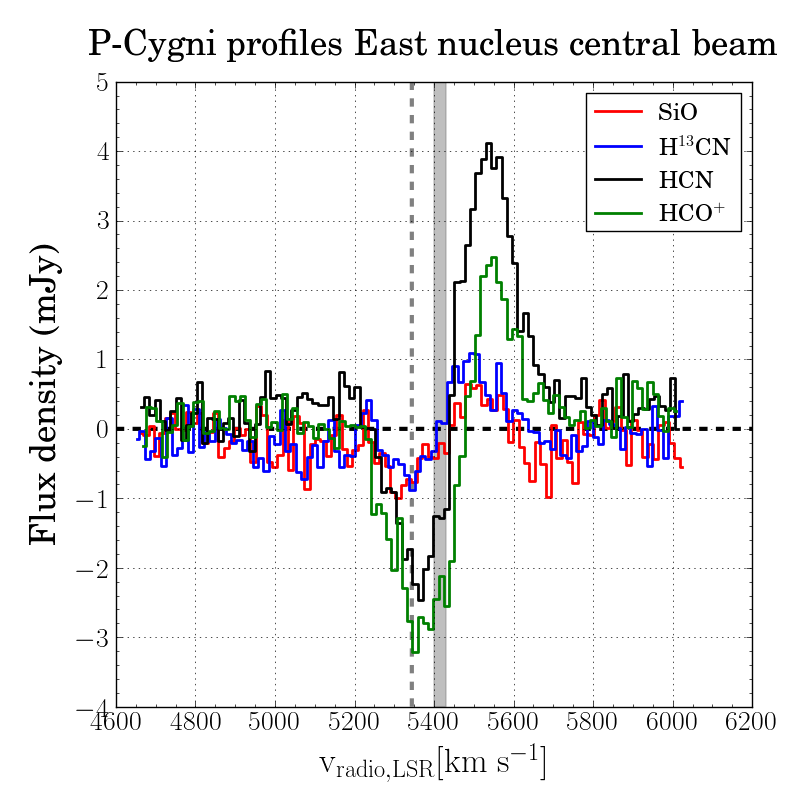 P-Cygni profiles East nucleus central beam
SiO
H¹³CN
HCN
HCO⁺
Flux density (mJy)
5
4
3
2
1
0
−1
−2
−3
−4
4600 4800 5000 5200 5400 5600 5800 6000 6200
v_radio,LSR[km s⁻¹]